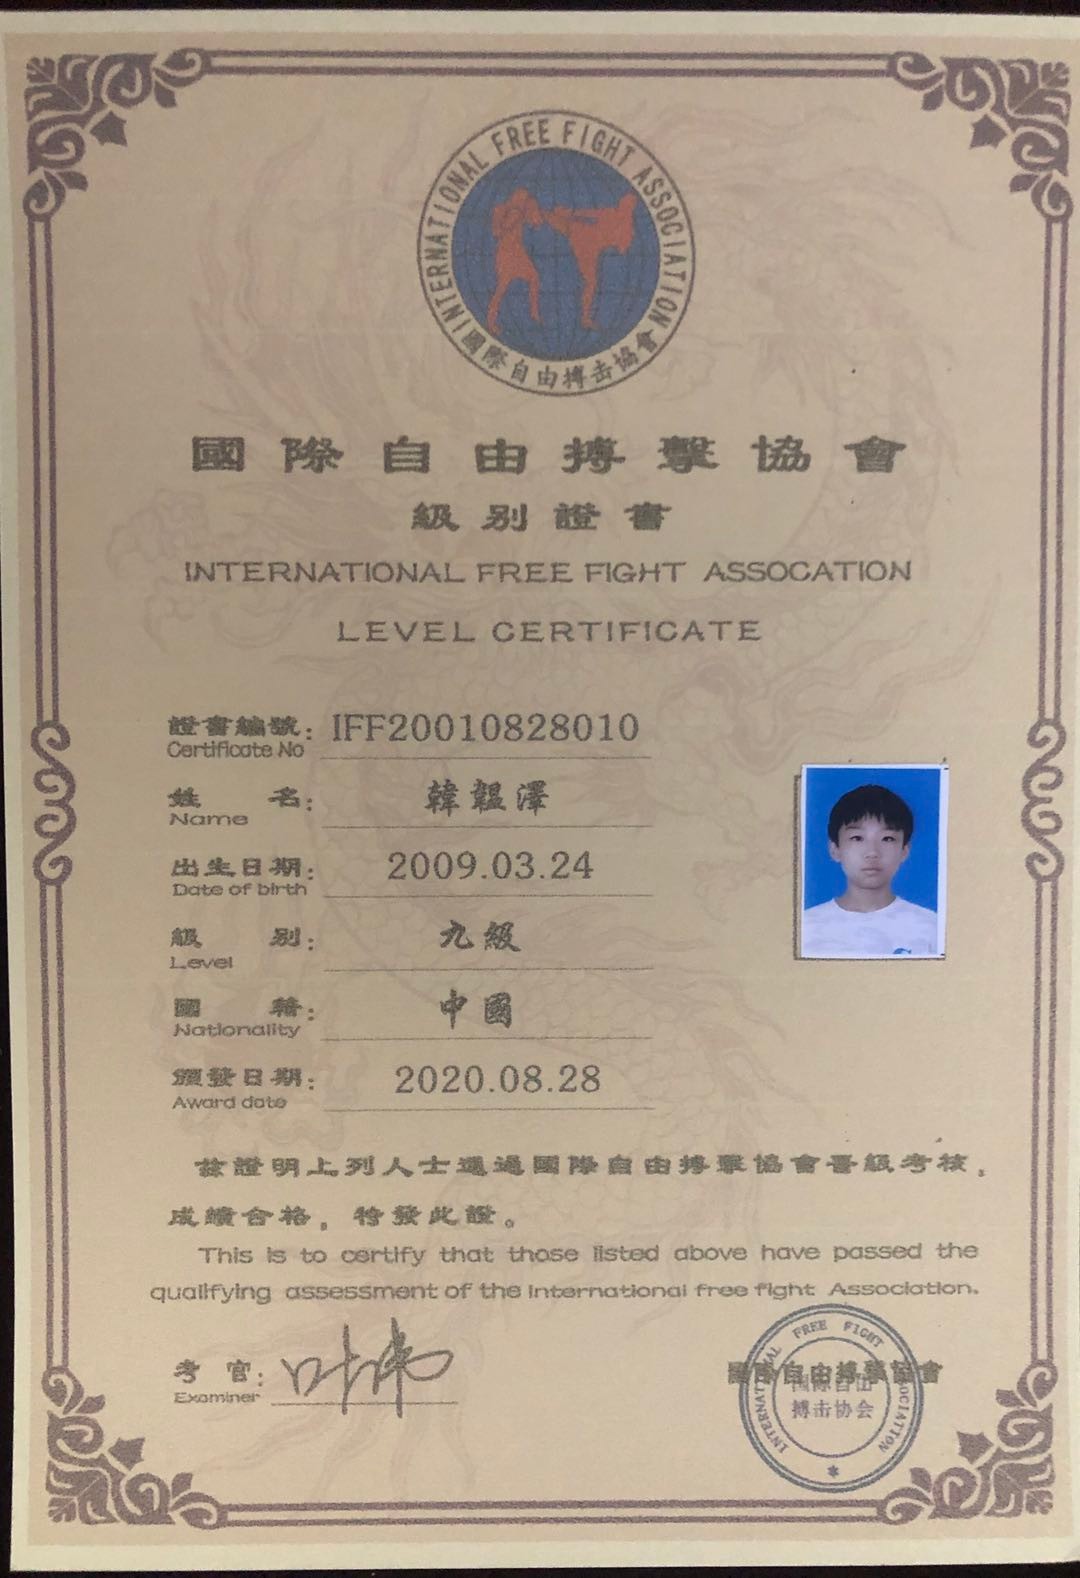 INTERNATIONAL FREE FIGHT ASSOCIATION
國際自由搏击協會
國際自由搏擊協會
級别證書
INTERNATIONAL FREE FIGHT ASSOCATION
LEVEL CERTIFICATE
證書編號: IFF20010828010
Certificate No
姓名: 韓韞澤
Name
出生日期: 2009.03.24
Date of birth
級别: 九級
Level
國籍: 中國
Nationality
頒發日期: 2020.08.28
Award date
茲證明上列人士通過國際自由搏擊協會晋級考核，
成績合格，特發此證。
This is to certify that those listed above have passed the
qualifying assessment of the International free fight Association.
考官: 叶沸
Examiner
國際自由搏擊協會
INTERNATIONAL FREE FIGHT ASSOCIATION
国际自由
搏击协会